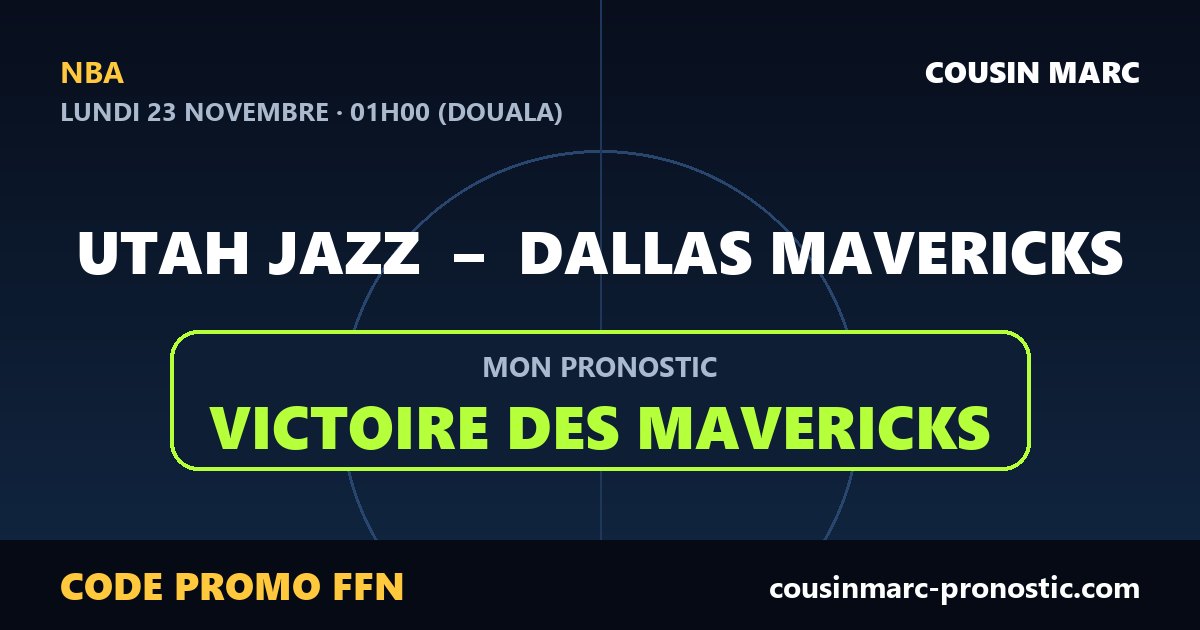 NBA
COUSIN MARC
LUNDI 23 NOVEMBRE · 01H00 (DOUALA)
UTAH JAZZ – DALLAS MAVERICKS
MON PRONOSTIC
VICTOIRE DES MAVERICKS
CODE PROMO FFN
cousinmarc-pronostic.com